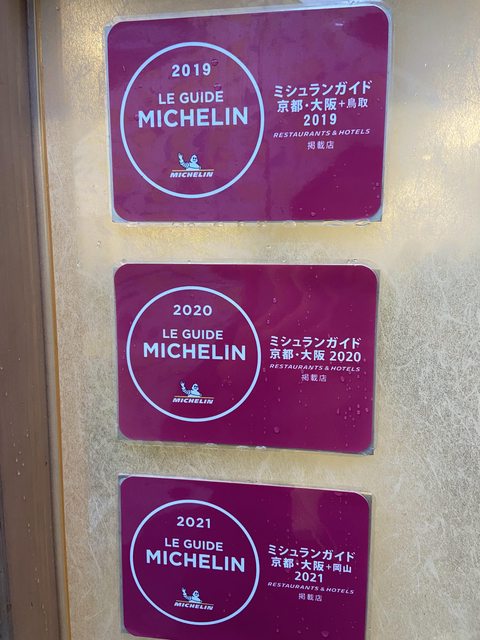 2019
LE GUIDE
MICHELIN
MICHELIN
ミシュランガイド
京都・大阪+鳥取
2019
RESTAURANTS & HOTELS
掲載店
2020
LE GUIDE
MICHELIN
MICHELIN
ミシュランガイド
京都・大阪 2020
RESTAURANTS & HOTELS
掲載店
2021
LE GUIDE
MICHELIN
MICHELIN
ミシュランガイド
京都・大阪+岡山
2021
RESTAURANTS & HOTELS
掲載店